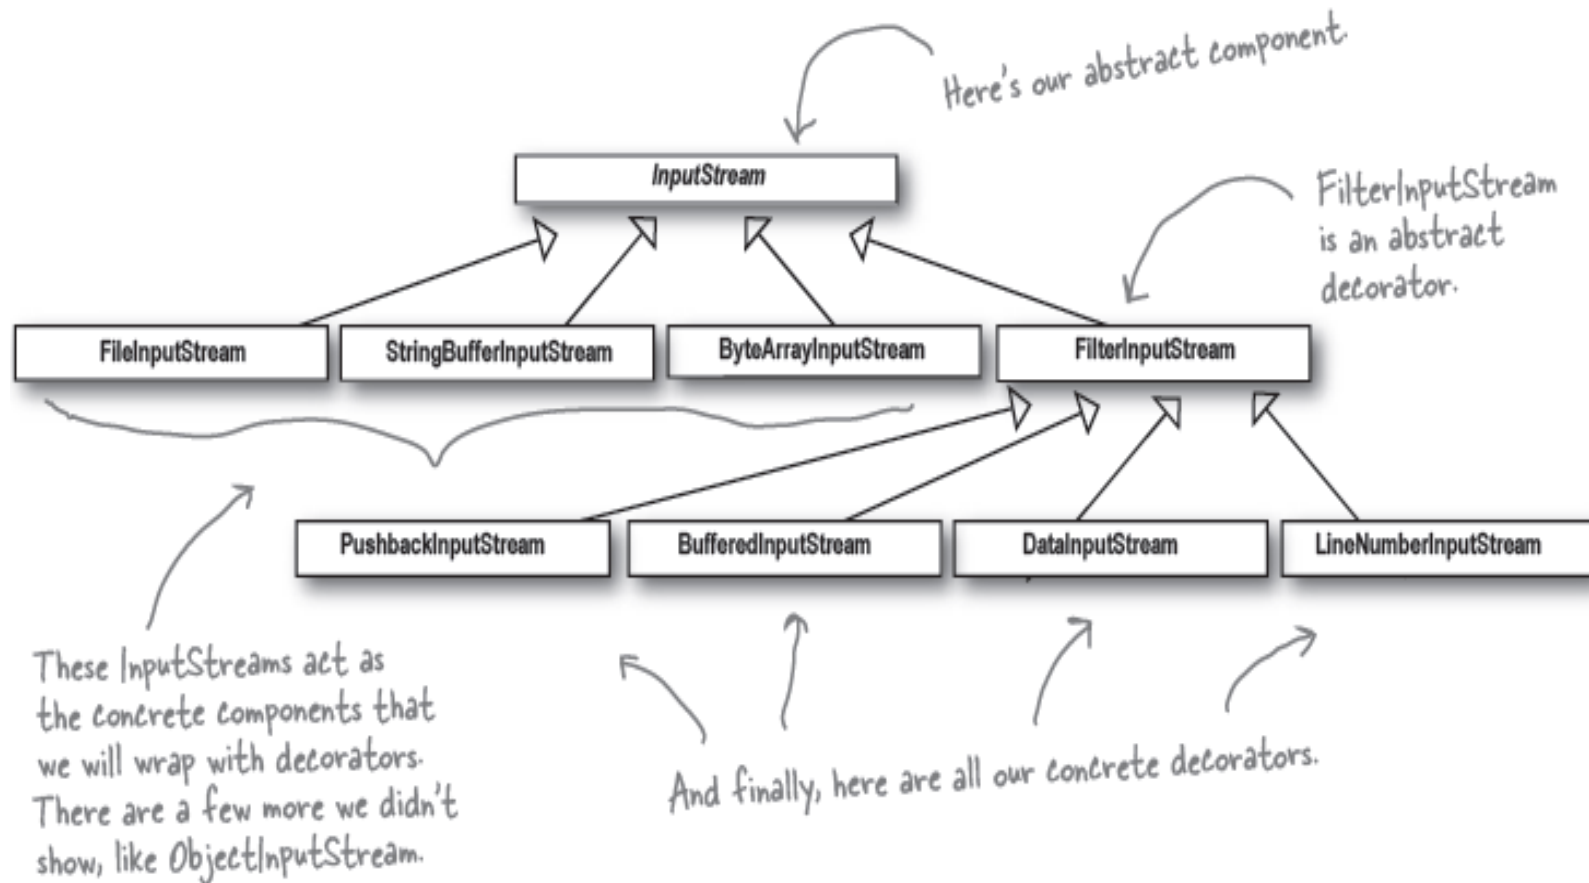 Here's our abstract component.
InputStream
FilterInputStream
is an abstract
decorator.
FileInputStream
StringBufferInputStream
ByteArrayInputStream
FilterInputStream
PushbackInputStream
BufferedInputStream
DataInputStream
LineNumberInputStream
These InputStreams act as
the concrete components that
we will wrap with decorators.
There are a few more we didn't
show, like ObjectInputStream.
And finally, here are all our concrete decorators.